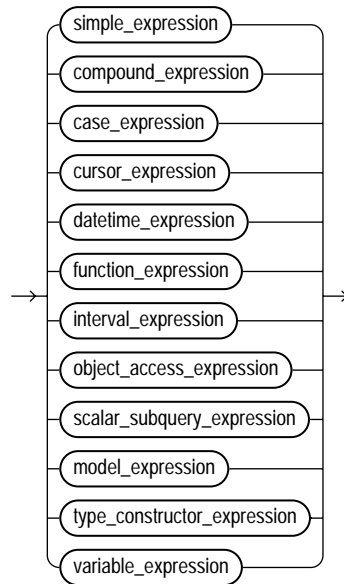 simple_expression
compound_expression
case_expression
cursor_expression
datetime_expression
function_expression
interval_expression
object_access_expression
scalar_subquery_expression
model_expression
type_constructor_expression
variable_expression